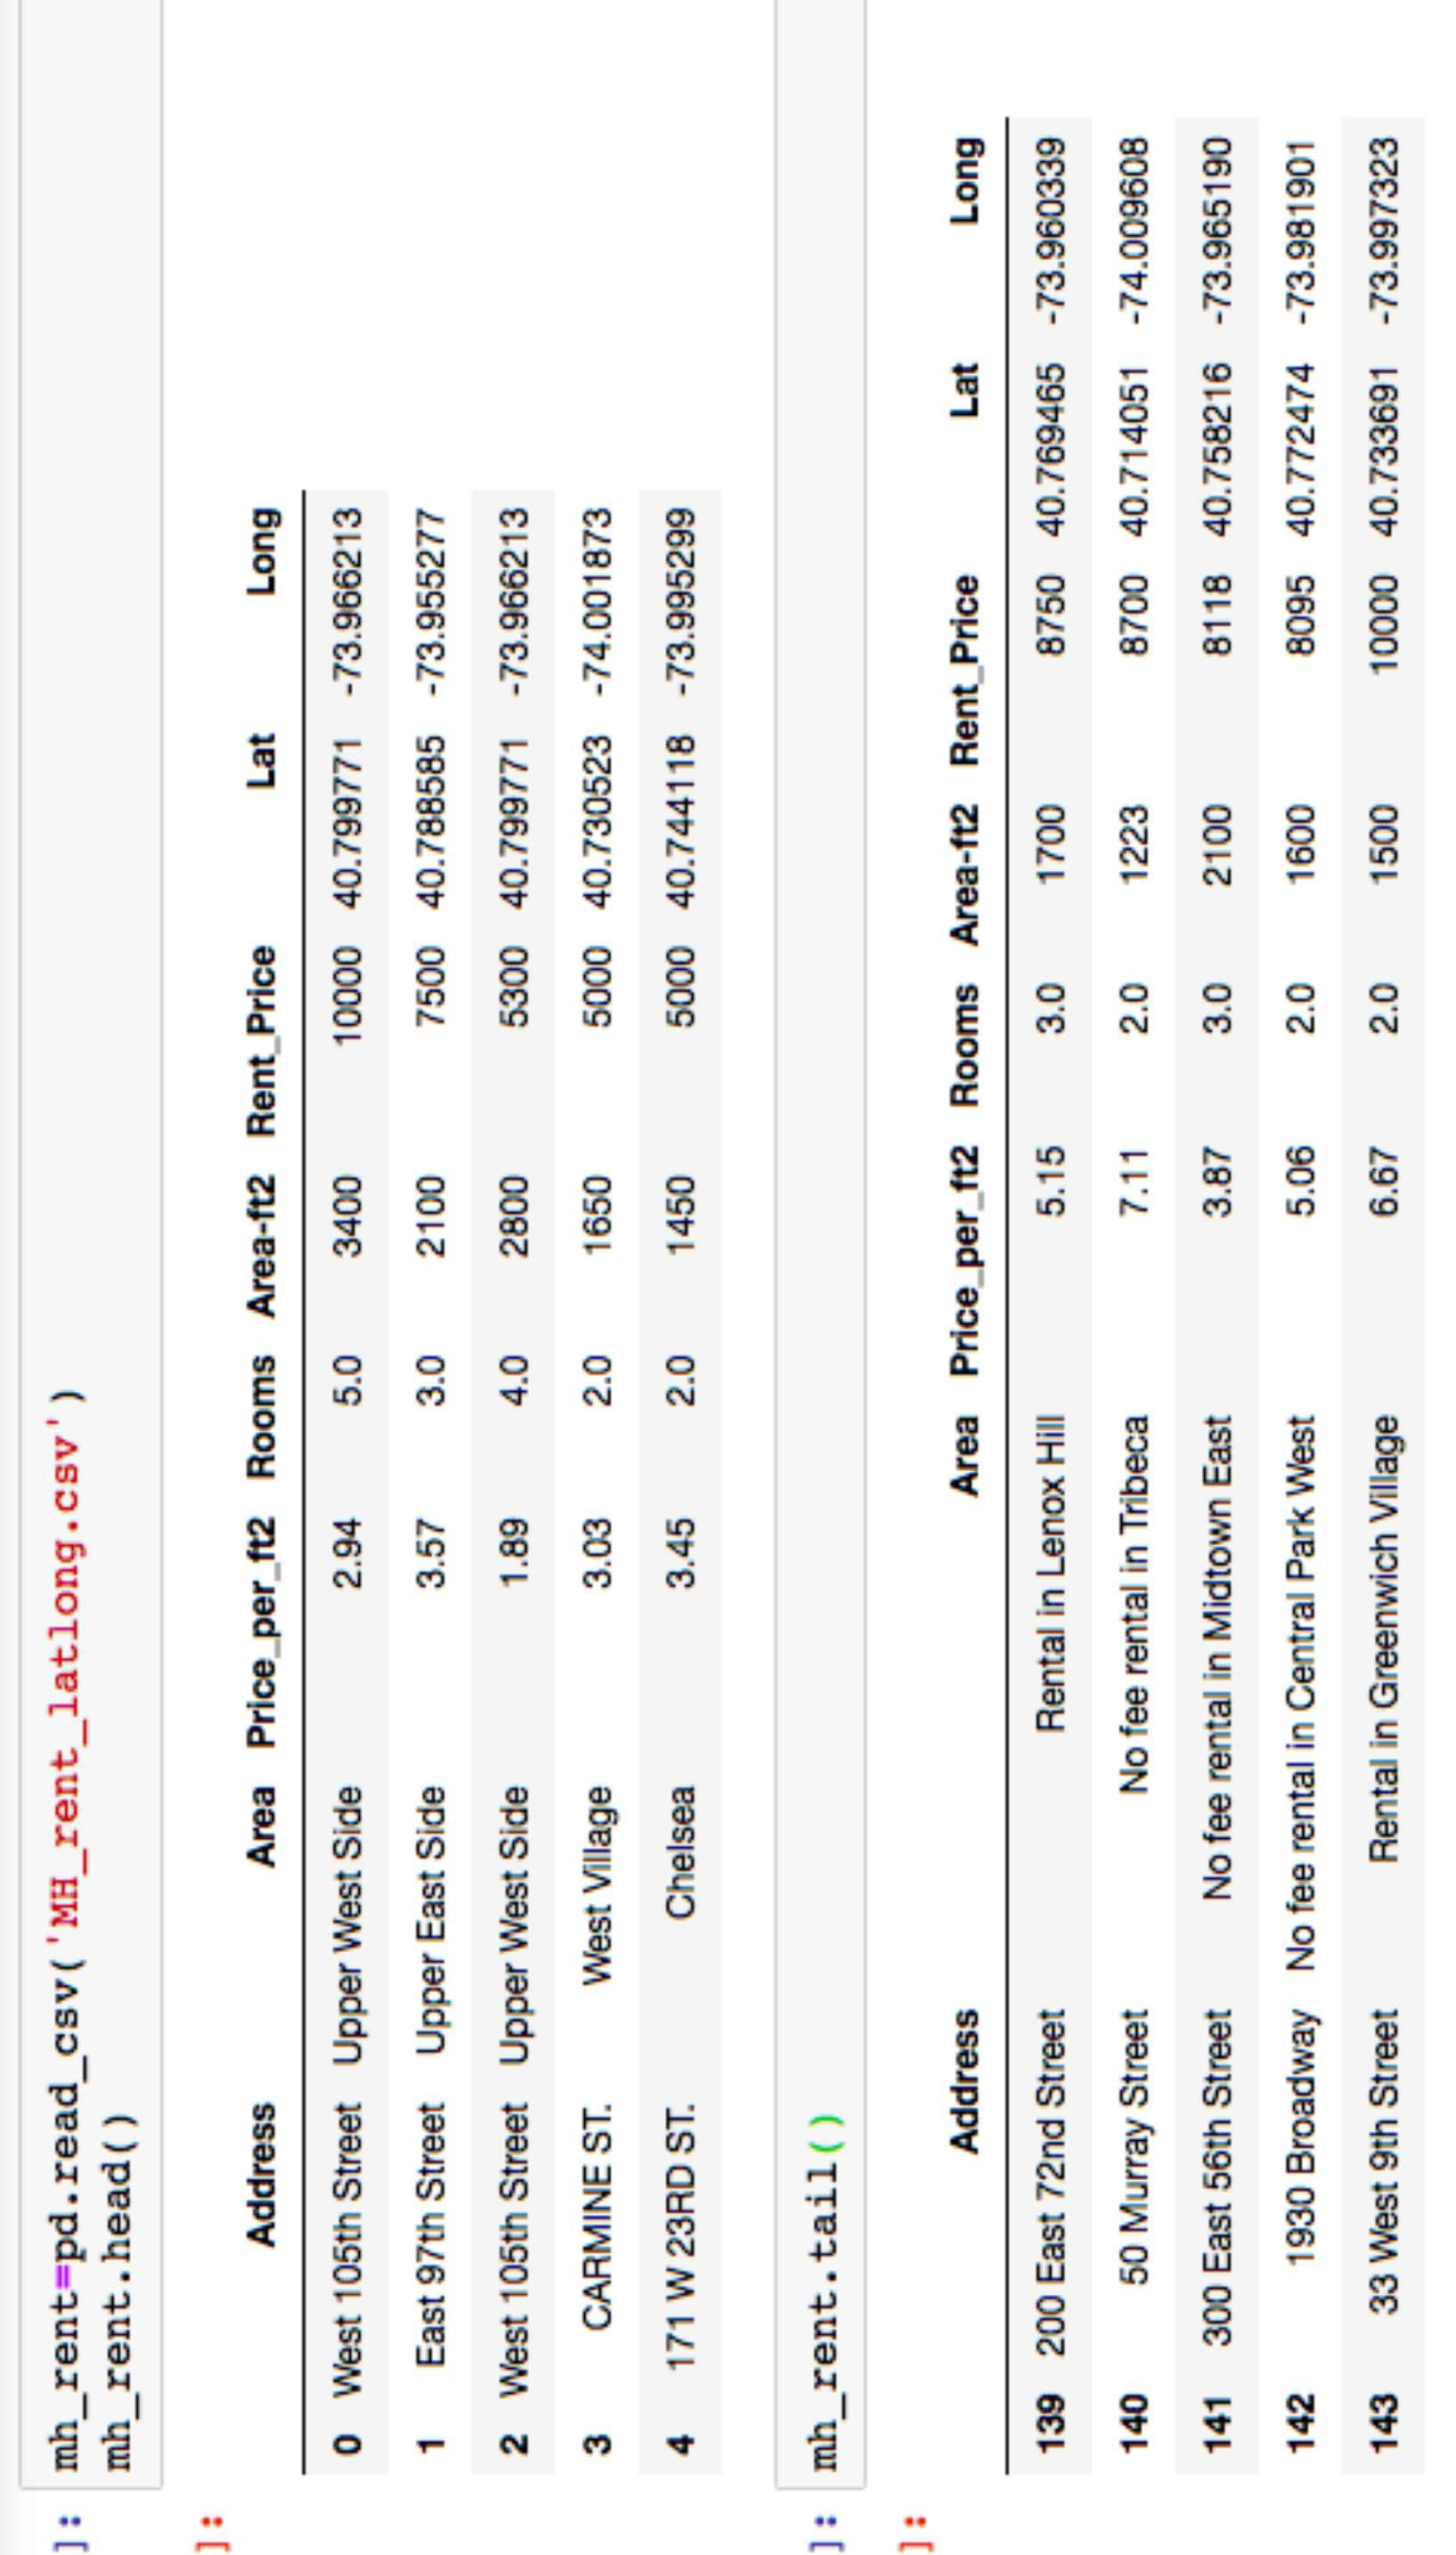 ]: mh_rent=pd.read_csv('MH_rent_latlong.csv')
mh_rent.head()
]:
Address Area Price_per_ft2 Rooms Area-ft2 Rent_Price Lat Long
0 West 105th Street Upper West Side 2.94 5.0 3400 10000 40.799771 -73.966213
1 East 97th Street Upper East Side 3.57 3.0 2100 7500 40.788585 -73.955277
2 West 105th Street Upper West Side 1.89 4.0 2800 5300 40.799771 -73.966213
3 CARMINE ST. West Village 3.03 2.0 1650 5000 40.730523 -74.001873
4 171 W 23RD ST. Chelsea 3.45 2.0 1450 5000 40.744118 -73.995299
]: mh_rent.tail()
]:
Address Area Price_per_ft2 Rooms Area-ft2 Rent_Price Lat Long
139 200 East 72nd Street Rental in Lenox Hill 5.15 3.0 1700 8750 40.769465 -73.960339
140 50 Murray Street No fee rental in Tribeca 7.11 2.0 1223 8700 40.714051 -74.009608
141 300 East 56th Street No fee rental in Midtown East 3.87 3.0 2100 8118 40.758216 -73.965190
142 1930 Broadway No fee rental in Central Park West 5.06 2.0 1600 8095 40.772474 -73.981901
143 33 West 9th Street Rental in Greenwich Village 6.67 2.0 1500 10000 40.733691 -73.997323